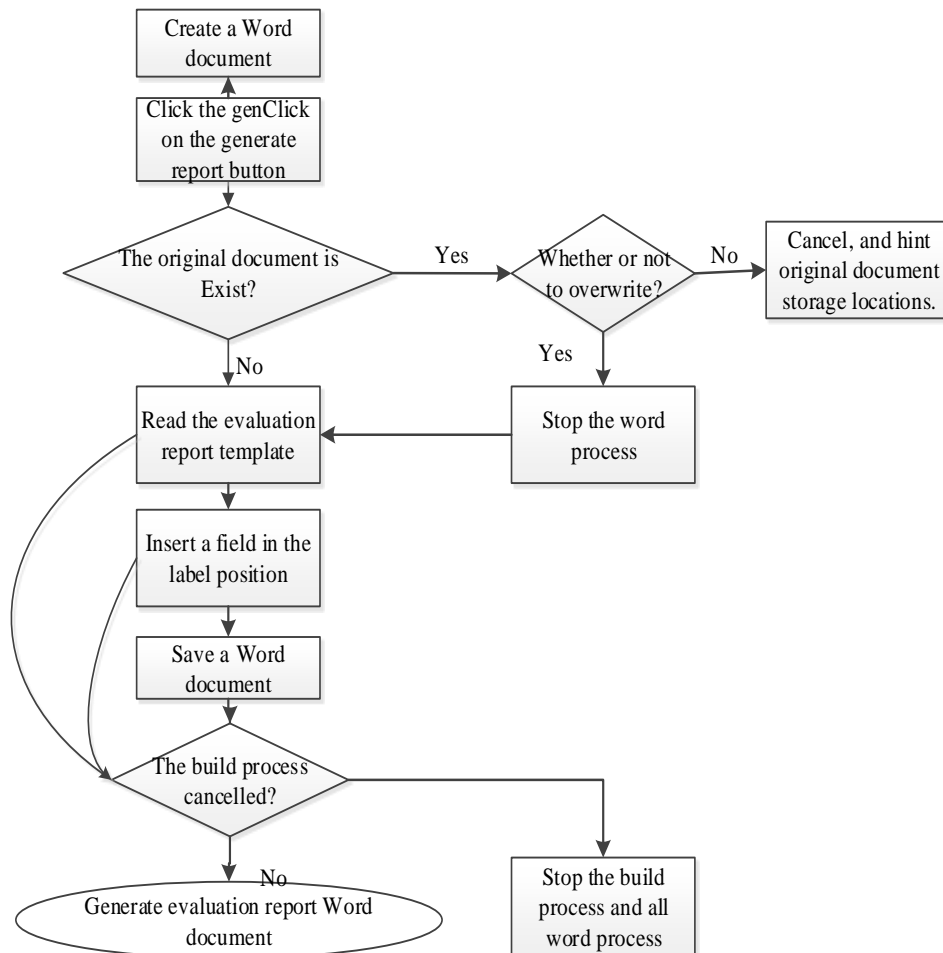 Create a Word
document
Click the genClick
on the generate
report button
The original document is
Exist?
Yes
Whether or not
to overwrite?
No
Cancel, and hint
original document
storage locations.
No
Yes
Read the evaluation
report template
Stop the word
process
Insert a field in the
label position
Save a Word
document
The build process
cancelled?
No
Generate evaluation report Word
document
Stop the build
process and all
word process